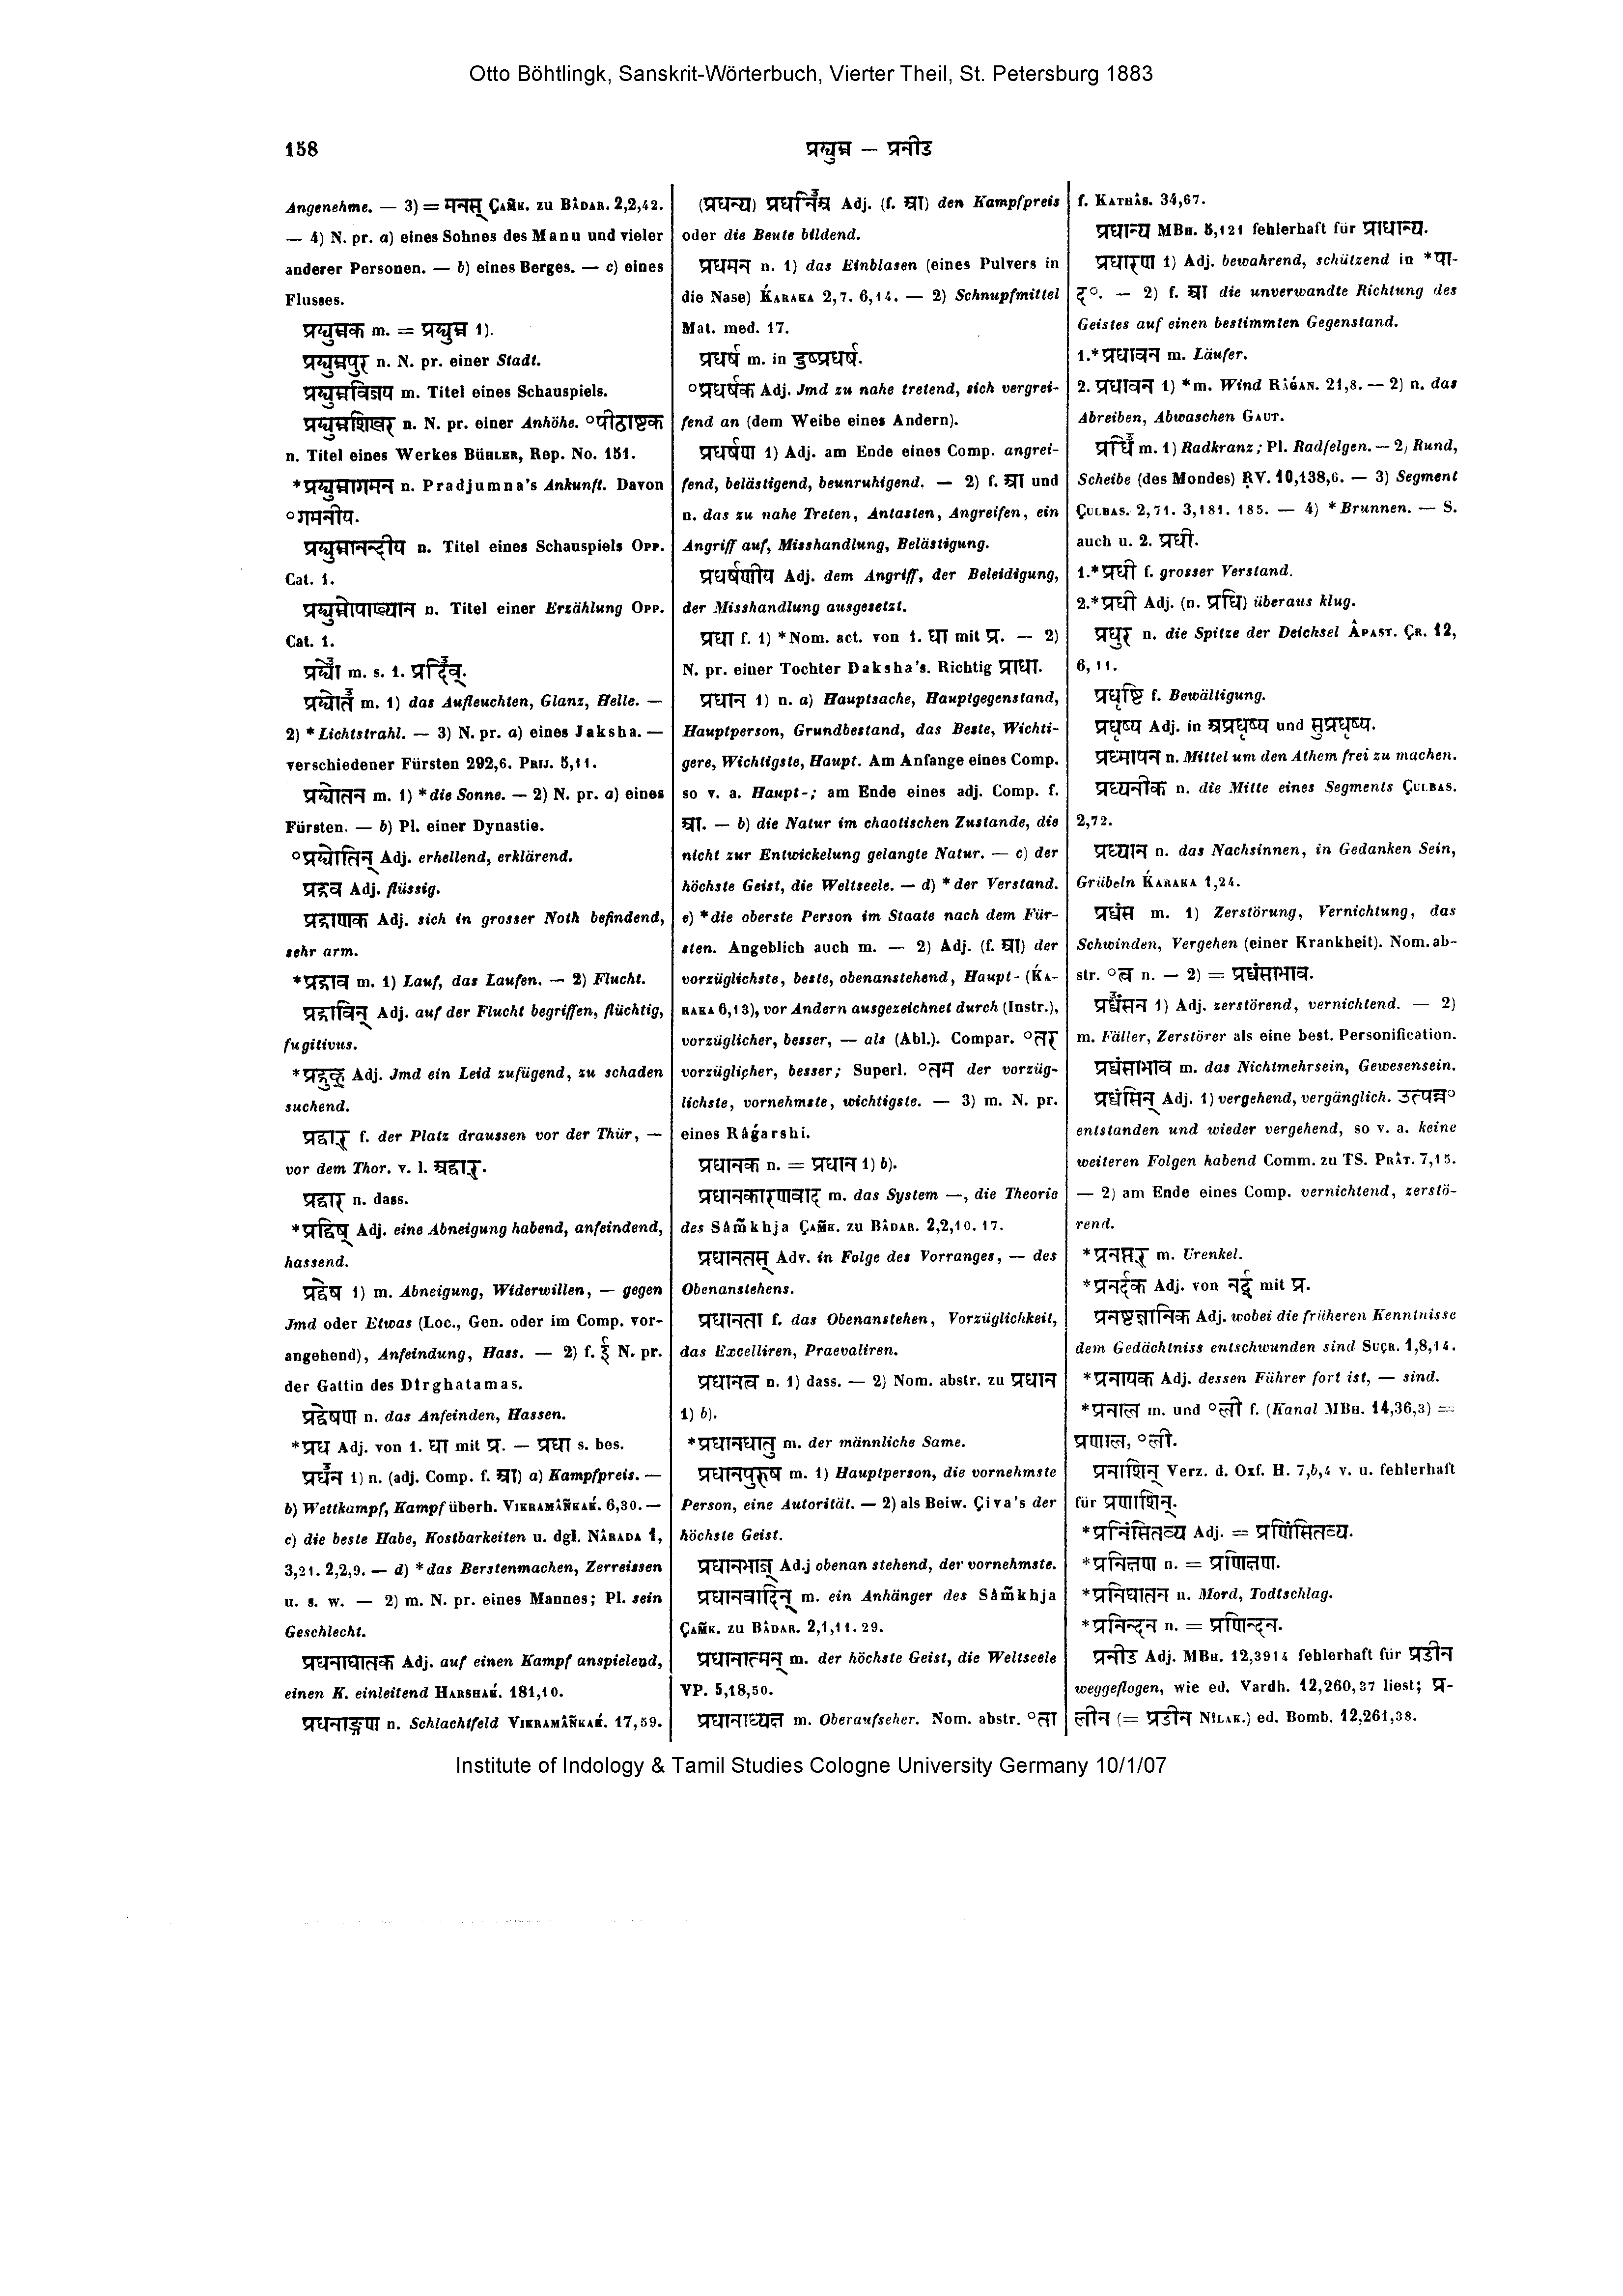 Otto Böhtlingk, Sanskrit-Wörterbuch, Vierter Theil, St. Petersburg 1883
158
प्रद्युम्न — प्रनीड
Angenehme. — 3) = मनस् ÇAM̃K. zu BÂDAR. 2,2,42.
— 4) N. pr. a) eines Sohnes des Manu und vieler
anderer Personen. — b) eines Berges. — c) eines
Flusses.
प्रद्युम्नक m. = प्रद्युम्न 1).
प्रद्युम्नपुर n. N. pr. einer Stadt.
प्रद्युम्नविजय m. Titel eines Schauspiels.
प्रद्युम्नशिखर n. N. pr. einer Anhöhe. °पीठाष्टक
n. Titel eines Werkes BÜHLER, Rep. No. 151.
*प्रद्युम्नागमन n. Pradjumna's Ankunft. Davon
°गमनीय.
प्रद्युम्नानन्दीय n. Titel eines Schauspiels OPP.
Cat. 1.
प्रद्युम्नोपाख्यान n. Titel einer Erzählung OPP.
Cat. 1.
प्रद्यौ m. s. 1. प्रदिव्.
प्रद्योत m. 1) das Aufleuchten, Glanz, Helle. —
2) *Lichtstrahl. — 3) N. pr. a) eines Jaksha. —
verschiedener Fürsten 292,6. PRIJ. 5,11.
प्रद्योतन m. 1) *die Sonne. — 2) N. pr. a) eines
Fürsten. — b) Pl. einer Dynastie.
°प्रद्योतिन् Adj. erhellend, erklärend.
प्रद्रव Adj. flüssig.
प्रद्राणक Adj. sich in grosser Noth befindend,
sehr arm.
*प्रद्राव m. 1) Lauf, das Laufen. — 2) Flucht.
प्रद्राविन् Adj. auf der Flucht begriffen, flüchtig,
fugitivus.
*प्रद्रुह् Adj. Jmd ein Leid zufügend, zu schaden
suchend.
प्रद्वार् f. der Platz draussen vor der Thür, —
vor dem Thor. v. l. अद्वार्.
प्रद्वार n. dass.
*प्रद्विष् Adj. eine Abneigung habend, anfeindend,
hassend.
प्रद्वेष 1) m. Abneigung, Widerwillen, — gegen
Jmd oder Etwas (Loc., Gen. oder im Comp. vor-
angehend), Anfeindung, Hass. — 2) f. ई N. pr.
der Gattin des Dîrghatamas.
प्रद्वेषण n. das Anfeinden, Hassen.
*प्रध Adj. von 1. धा mit प्र. — प्रधा s. bes.
प्रधन 1) n. (adj. Comp. f. आ) a) Kampfpreis. —
b) Wettkampf, Kampf überh. VIKRAMÂÑKAḰ. 6,30. —
c) die beste Habe, Kostbarkeiten u. dgl. NÂRADA 1,
3,21. 2,2,9. — d) *das Berstenmachen, Zerreissen
u. s. w. — 2) m. N. pr. eines Mannes; Pl. sein
Geschlecht.
प्रधनाघातक Adj. auf einen Kampf anspielend,
einen K. einleitend HARSHAḰ. 181,10.
प्रधनाङ्गण n. Schlachtfeld VIKRAMÂÑKAḰ. 17,59.
(प्रधन्य) प्रधनिअ Adj. (f. आ) den Kampfpreis
oder die Beute bildend.
प्रधमन n. 1) das Einblasen (eines Pulvers in
die Nase) ḰARAKA 2,7. 6,14. — 2) Schnupfmittel
Mat. med. 17.
प्रधर्ष m. in दुष्प्रधर्ष.
°प्रधर्षक Adj. Jmd zu nahe tretend, sich vergrei-
fend an (dem Weibe eines Andern).
प्रधर्षण 1) Adj. am Ende eines Comp. angrei-
fend, belästigend, beunruhigend. — 2) f. आ und
n. das zu nahe Treten, Antasten, Angreifen, ein
Angriff auf, Misshandlung, Belästigung.
प्रधर्षणीय Adj. dem Angriff, der Beleidigung,
der Misshandlung ausgesetzt.
प्रधा f. 1) *Nom. act. von 1. धा mit प्र. — 2)
N. pr. einer Tochter Daksha's. Richtig प्राधा.
प्रधान 1) n. a) Hauptsache, Hauptgegenstand,
Hauptperson, Grundbestand, das Beste, Wichti-
gere, Wichtigste, Haupt. Am Anfange eines Comp.
so v. a. Haupt-; am Ende eines adj. Comp. f.
आ. — b) die Natur im chaotischen Zustande, die
nicht zur Entwickelung gelangte Natur. — c) der
höchste Geist, die Weltseele. — d) *der Verstand.
e) *die oberste Person im Staate nach dem Für-
sten. Angeblich auch m. — 2) Adj. (f. आ) der
vorzüglichste, beste, obenanstehend, Haupt- (ḰA-
RAKA 6,13), vor Andern ausgezeichnet durch (Instr.),
vorzüglicher, besser, — als (Abl.). Compar. °तर
vorzüglicher, besser; Superl. °तम der vorzüg-
lichste, vornehmste, wichtigste. — 3) m. N. pr.
eines Râǵarshi.
प्रधानक n. = प्रधान 1) b).
प्रधानकारणवाद m. das System —, die Theorie
des Sâm̃khja ÇAM̃K. zu BÂDAR. 2,2,10. 17.
प्रधानतस् Adv. in Folge des Vorranges, — des
Obenanstehens.
प्रधानता f. das Obenanstehen, Vorzüglichkeit,
das Excelliren, Praevaliren.
प्रधानत्व n. 1) dass. — 2) Nom. abstr. zu प्रधान
1) b).
*प्रधानधातु m. der männliche Same.
प्रधानपुरुष m. 1) Hauptperson, die vornehmste
Person, eine Autorität. — 2) als Beiw. Çiva's der
höchste Geist.
प्रधानभाज् Ad.j obenan stehend, der vornehmste.
प्रधानवादिन् m. ein Anhänger des Sâm̃khja
ÇAM̃K. zu BÂDAR. 2,1,11. 29.
प्रधानात्मन् m. der höchste Geist, die Weltseele
VP. 5,18,50.
प्रधानाध्यक्ष m. Oberaufseher. Nom. abstr. °ता
f. KATHÂS. 34,67.
प्रधान्य MBH. 5,121 fehlerhaft für प्राधान्य.
प्रधारण 1) Adj. bewahrend, schützend in *पा-
द°. — 2) f. आ die unverwandte Richtung des
Geistes auf einen bestimmten Gegenstand.
1.*प्रधावन m. Läufer.
2. प्रधावन 1) *m. Wind RÂǴAN. 21,8. — 2) n. das
Abreiben, Abwaschen GAUT.
प्रधि m. 1) Radkranz; Pl. Radfelgen. — 2) Rund,
Scheibe (des Mondes) ṚV. 10,138,6. — 3) Segment
ÇULBAS. 2,71. 3,181. 185. — 4) *Brunnen. — S.
auch u. 2. प्रधी.
1.*प्रधी f. grosser Verstand.
2.*प्रधी Adj. (n. प्रधि) überaus klug.
प्रधुर n. die Spitze der Deichsel ÂPAST. ÇR. 12,
6,11.
प्रधृष्टि f. Bewältigung.
प्रधृष्य Adj. in अप्रधृष्य und सुप्रधृष्य.
प्रध्मापन n. Mittel um den Athem frei zu machen.
प्रध्यनीक n. die Mitte eines Segments ÇULBAS.
2,72.
प्रध्यान n. das Nachsinnen, in Gedanken Sein,
Grübeln ḰARAKA 1,24.
प्रध्वंस m. 1) Zerstörung, Vernichtung, das
Schwinden, Vergehen (einer Krankheit). Nom. ab-
str. °त्व n. — 2) = प्रध्वंसाभाव.
प्रध्वंसन 1) Adj. zerstörend, vernichtend. — 2)
m. Fäller, Zerstörer als eine best. Personification.
प्रध्वंसाभाव m. das Nichtmehrsein, Gewesensein.
प्रध्वंसिन् Adj. 1) vergehend, vergänglich. उत्पन्न°
entstanden und wieder vergehend, so v. a. keine
weiteren Folgen habend Comm. zu TS. PRÂT. 7,15.
— 2) am Ende eines Comp. vernichtend, zerstö-
rend.
*प्रनप्तर् m. Urenkel.
*प्रनर्दक Adj. von नर्द् mit प्र.
प्रनष्टज्ञानिक Adj. wobei die früheren Kenntnisse
dem Gedächtniss entschwunden sind SUÇR. 1,8,14.
*प्रनायक Adj. dessen Führer fort ist, — sind.
*प्रनाल m. und °ली f. (Kanal MBH. 14,36,3) =
प्रणाल, °ली.
प्रनाशिन् Verz. d. Oxf. H. 7,b,4 v. u. fehlerhaft
für प्रणाशिन्.
*प्रनिंसितव्य Adj. = प्रणिंसितव्य.
*प्रनिक्षण n. = प्रणिक्षण.
*प्रनिघातन n. Mord, Todtschlag.
*प्रनिन्दन n. = प्रणिन्दन.
प्रनीड Adj. MBH. 12,3914 fehlerhaft für प्रडीन
weggeflogen, wie ed. Vardh. 12,260,37 liest; प्र-
लीन (= प्रडीन NÎLAK.) ed. Bomb. 12,261,38.
Institute of Indology & Tamil Studies Cologne University Germany 10/1/07